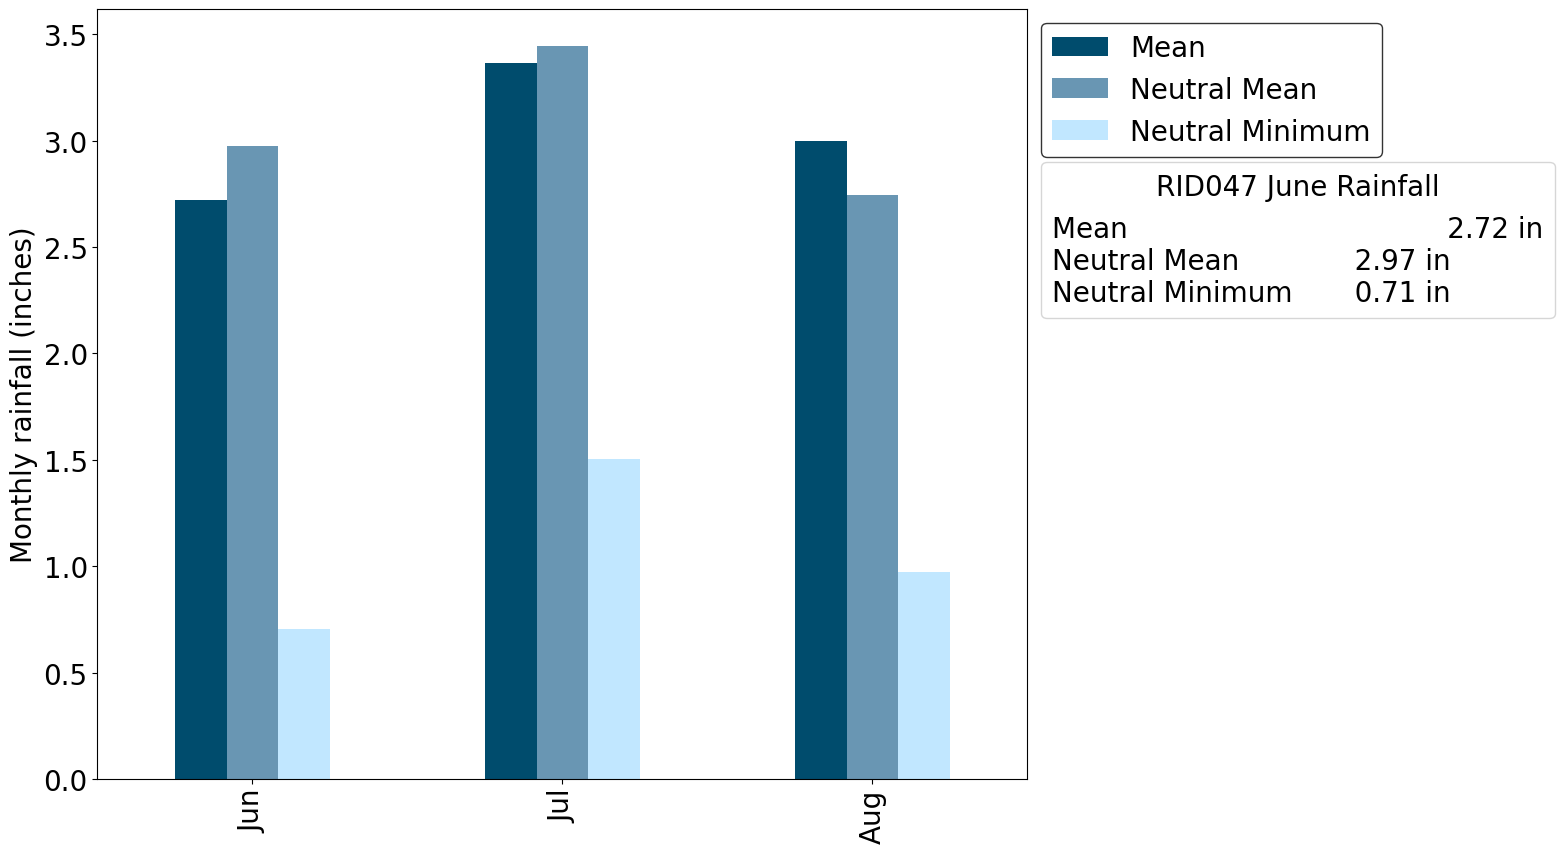 Monthly rainfall (inches)
3.5
3.0
2.5
2.0
1.5
1.0
0.5
0.0
Jun
Jul
Aug
Mean
Neutral Mean
Neutral Minimum
RID047 June Rainfall
Mean 2.72 in
Neutral Mean 2.97 in
Neutral Minimum 0.71 in